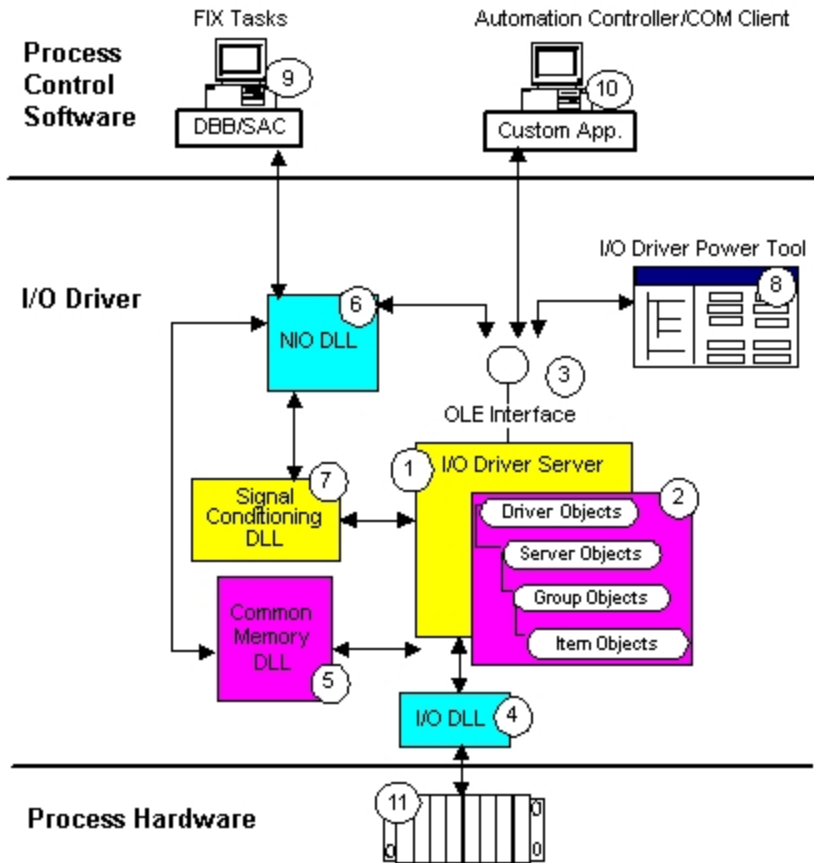 FIX Tasks
Automation Controller/COM Client
Process
Control
Software
9
10
DBB/SAC
Custom App.
I/O Driver Power Tool
8
I/O Driver
6
NIO DLL
3
OLE Interface
1
I/O Driver Server
7
Signal
Conditioning
DLL
2
Driver Objects
Server Objects
Group Objects
Item Objects
Common
Memory
DLL
5
I/O DLL
4
Process Hardware
11